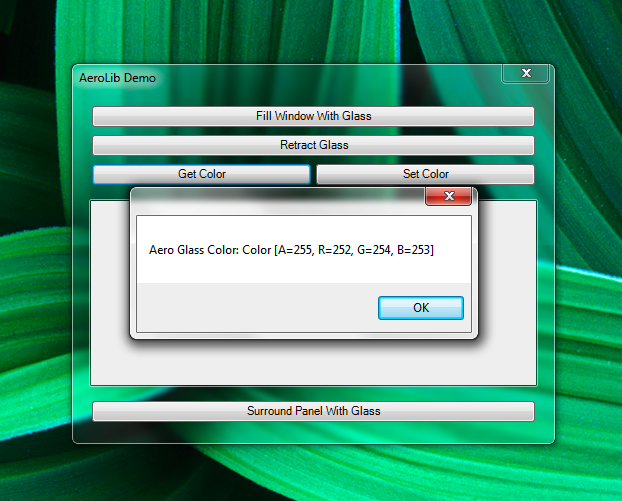 AeroLib Demo
Fill Window With Glass
Retract Glass
Get Color
Set Color
Aero Glass Color: Color [A=255, R=252, G=254, B=253]
OK
Surround Panel With Glass